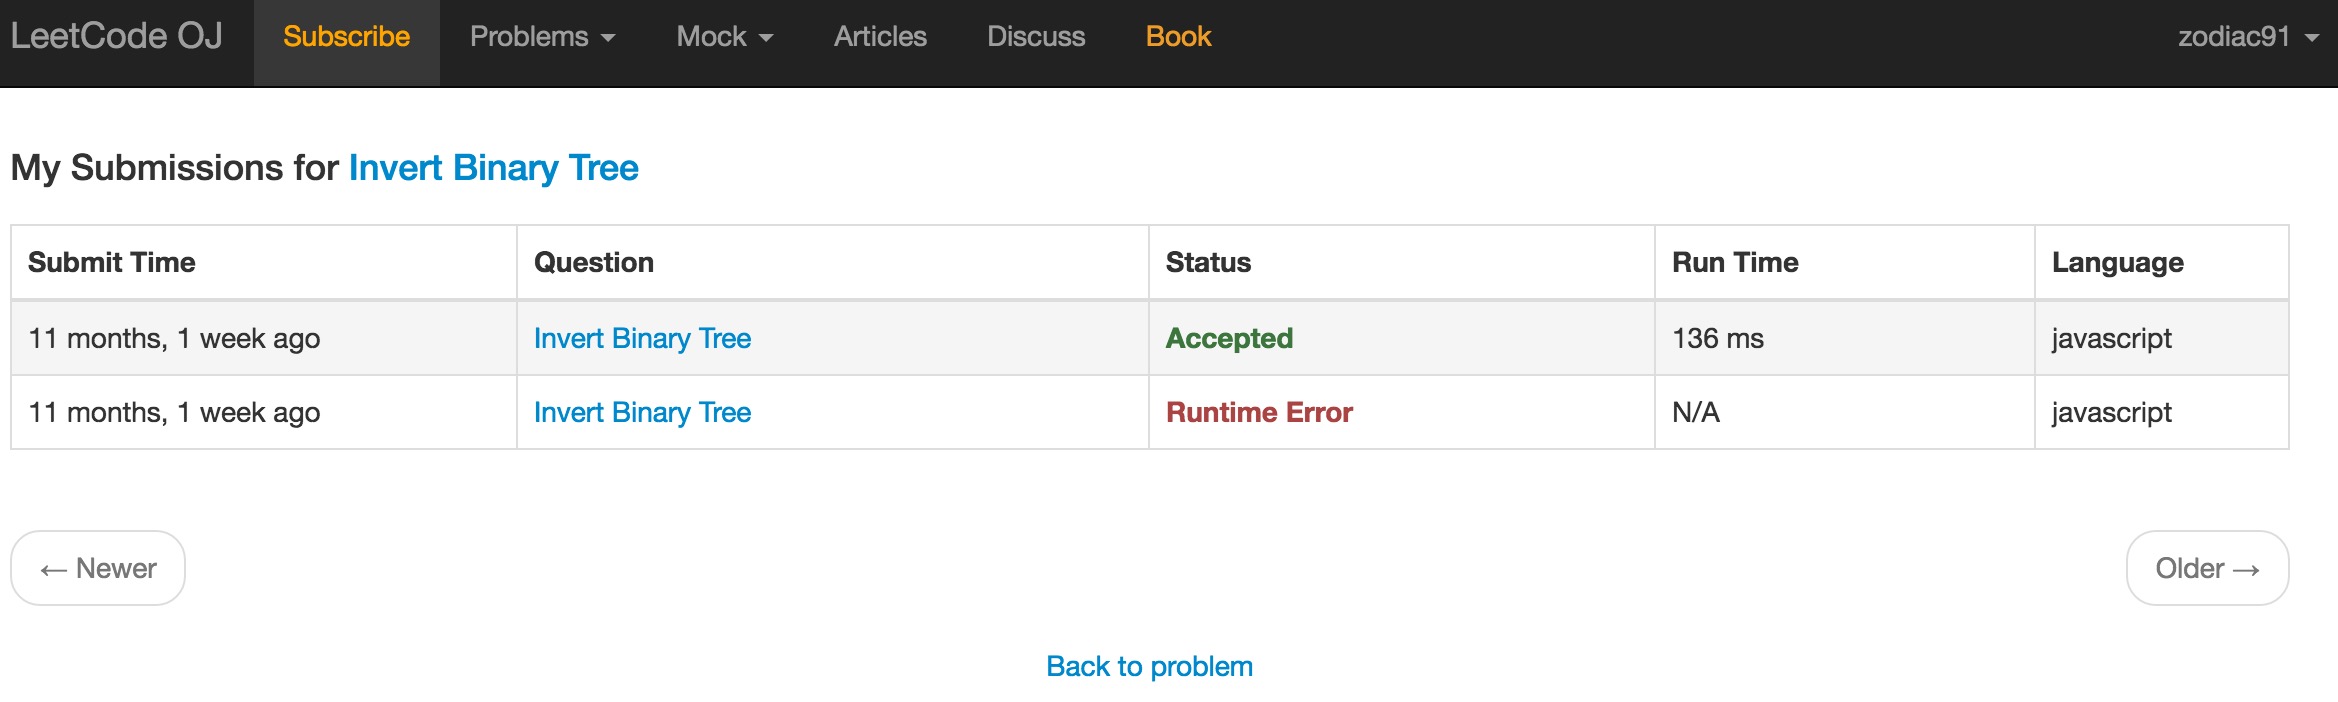 LeetCode OJ Subscribe Problems Mock Articles Discuss Book zodiac91
My Submissions for Invert Binary Tree
Submit Time Question Status Run Time Language
11 months, 1 week ago Invert Binary Tree Accepted 136 ms javascript
11 months, 1 week ago Invert Binary Tree Runtime Error N/A javascript
← Newer Older →
Back to problem